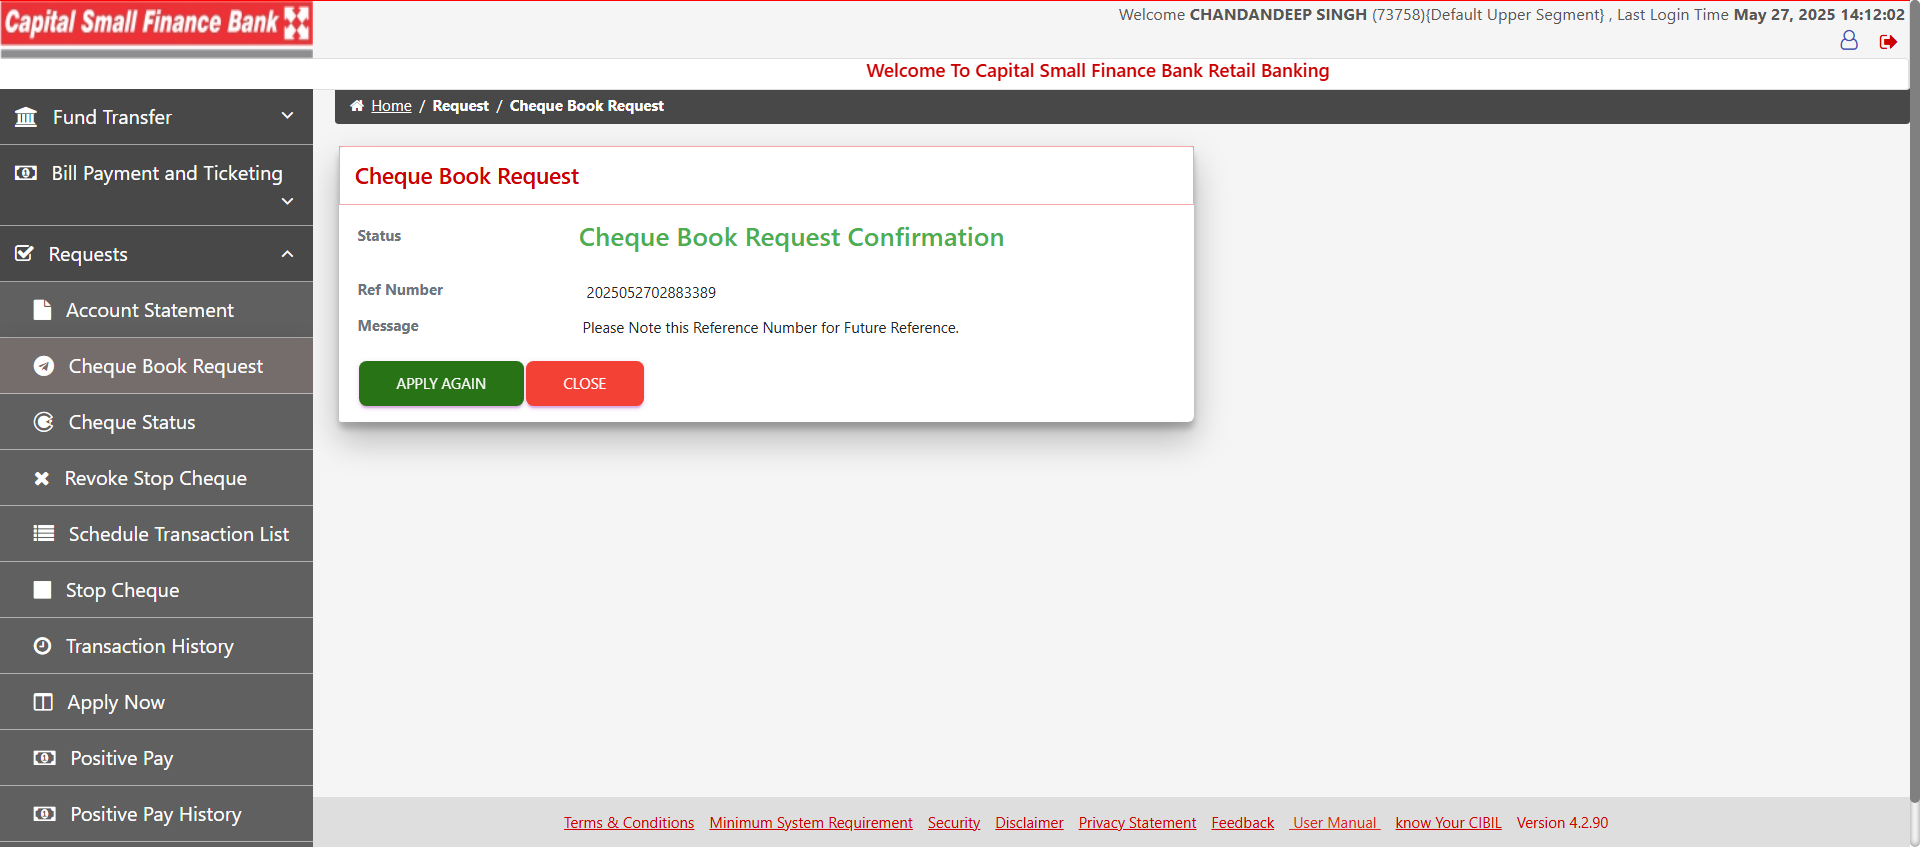 Capital Small Finance Bank
Welcome CHANDANDEEP SINGH (73758){Default Upper Segment} , Last Login Time May 27, 2025 14:12:02
Welcome To Capital Small Finance Bank Retail Banking
Home / Request / Cheque Book Request
Fund Transfer
Bill Payment and Ticketing
Requests
Account Statement
Cheque Book Request
Cheque Status
Revoke Stop Cheque
Schedule Transaction List
Stop Cheque
Transaction History
Apply Now
Positive Pay
Positive Pay History
Cheque Book Request
Status Cheque Book Request Confirmation
Ref Number 2025052702883389
Message Please Note this Reference Number for Future Reference.
APPLY AGAIN CLOSE
Terms & Conditions Minimum System Requirement Security Disclaimer Privacy Statement Feedback User Manual know Your CIBIL Version 4.2.90